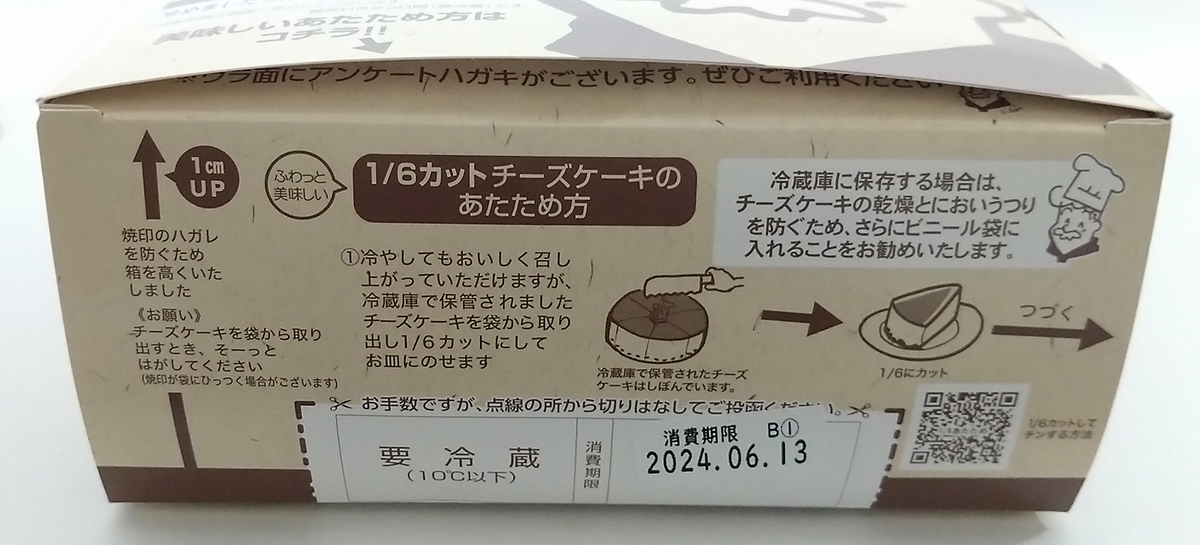 美味しいあたため方は
コチラ!!
ウラ面にアンケートハガキがございます。ぜひご利用ください
1cm
UP
焼印のハガレ
を防ぐため
箱を高くいた
しました
《お願い》
チーズケーキを袋から取り
出すとき、そーっと
はがしてください
(焼印が袋にひっつく場合がございます)
ふわっと
美味しい
1/6カットチーズケーキの
あたため方
①冷やしてもおいしく召し
上がっていただけますが、
冷蔵庫で保管されました
チーズケーキを袋から取り
出し1/6カットにして
お皿にのせます
冷蔵庫に保存する場合は、
チーズケーキの乾燥とにおいうつり
を防ぐため、さらにビニール袋に
入れることをお勧めいたします。
冷蔵庫で保管されたチーズ
ケーキはしぼんでいます。
1/6にカット
つづく
お手数ですが、点線の所から切りはなしてご投函ください。
要冷蔵
(10℃以下)
消費期限
消費期限 B①
2024.06.13
1/6カットして
チンする方法